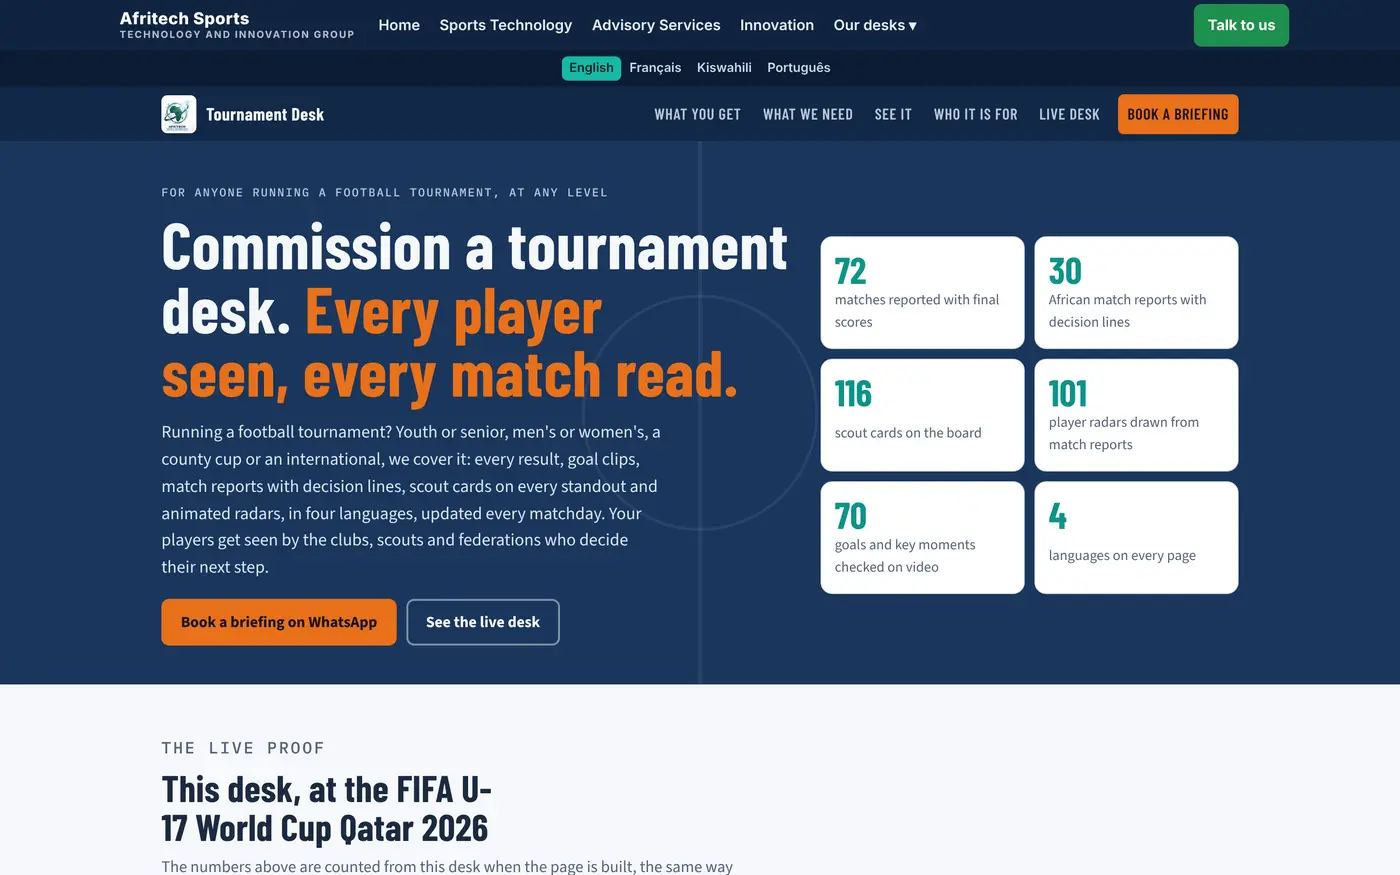 Afritech Sports
TECHNOLOGY AND INNOVATION GROUP
Home
Sports Technology
Advisory Services
Innovation
Our desks ▾
Talk to us
English
Français
Kiswahili
Português
Tournament Desk
WHAT YOU GET
WHAT WE NEED
SEE IT
WHO IT IS FOR
LIVE DESK
BOOK A BRIEFING
FOR ANYONE RUNNING A FOOTBALL TOURNAMENT, AT ANY LEVEL
Commission a tournament
desk. Every player
seen, every match read.
Running a football tournament? Youth or senior, men's or women's, a
county cup or an international, we cover it: every result, goal clips,
match reports with decision lines, scout cards on every standout and
animated radars, in four languages, updated every matchday. Your
players get seen by the clubs, scouts and federations who decide
their next step.
Book a briefing on WhatsApp
See the live desk
72
matches reported with final
scores
30
African match reports with
decision lines
116
scout cards on the board
101
player radars drawn from
match reports
70
goals and key moments
checked on video
4
languages on every page
THE LIVE PROOF
This desk, at the FIFA U-
17 World Cup Qatar 2026
The numbers above are counted from this desk when the page is built, the same way